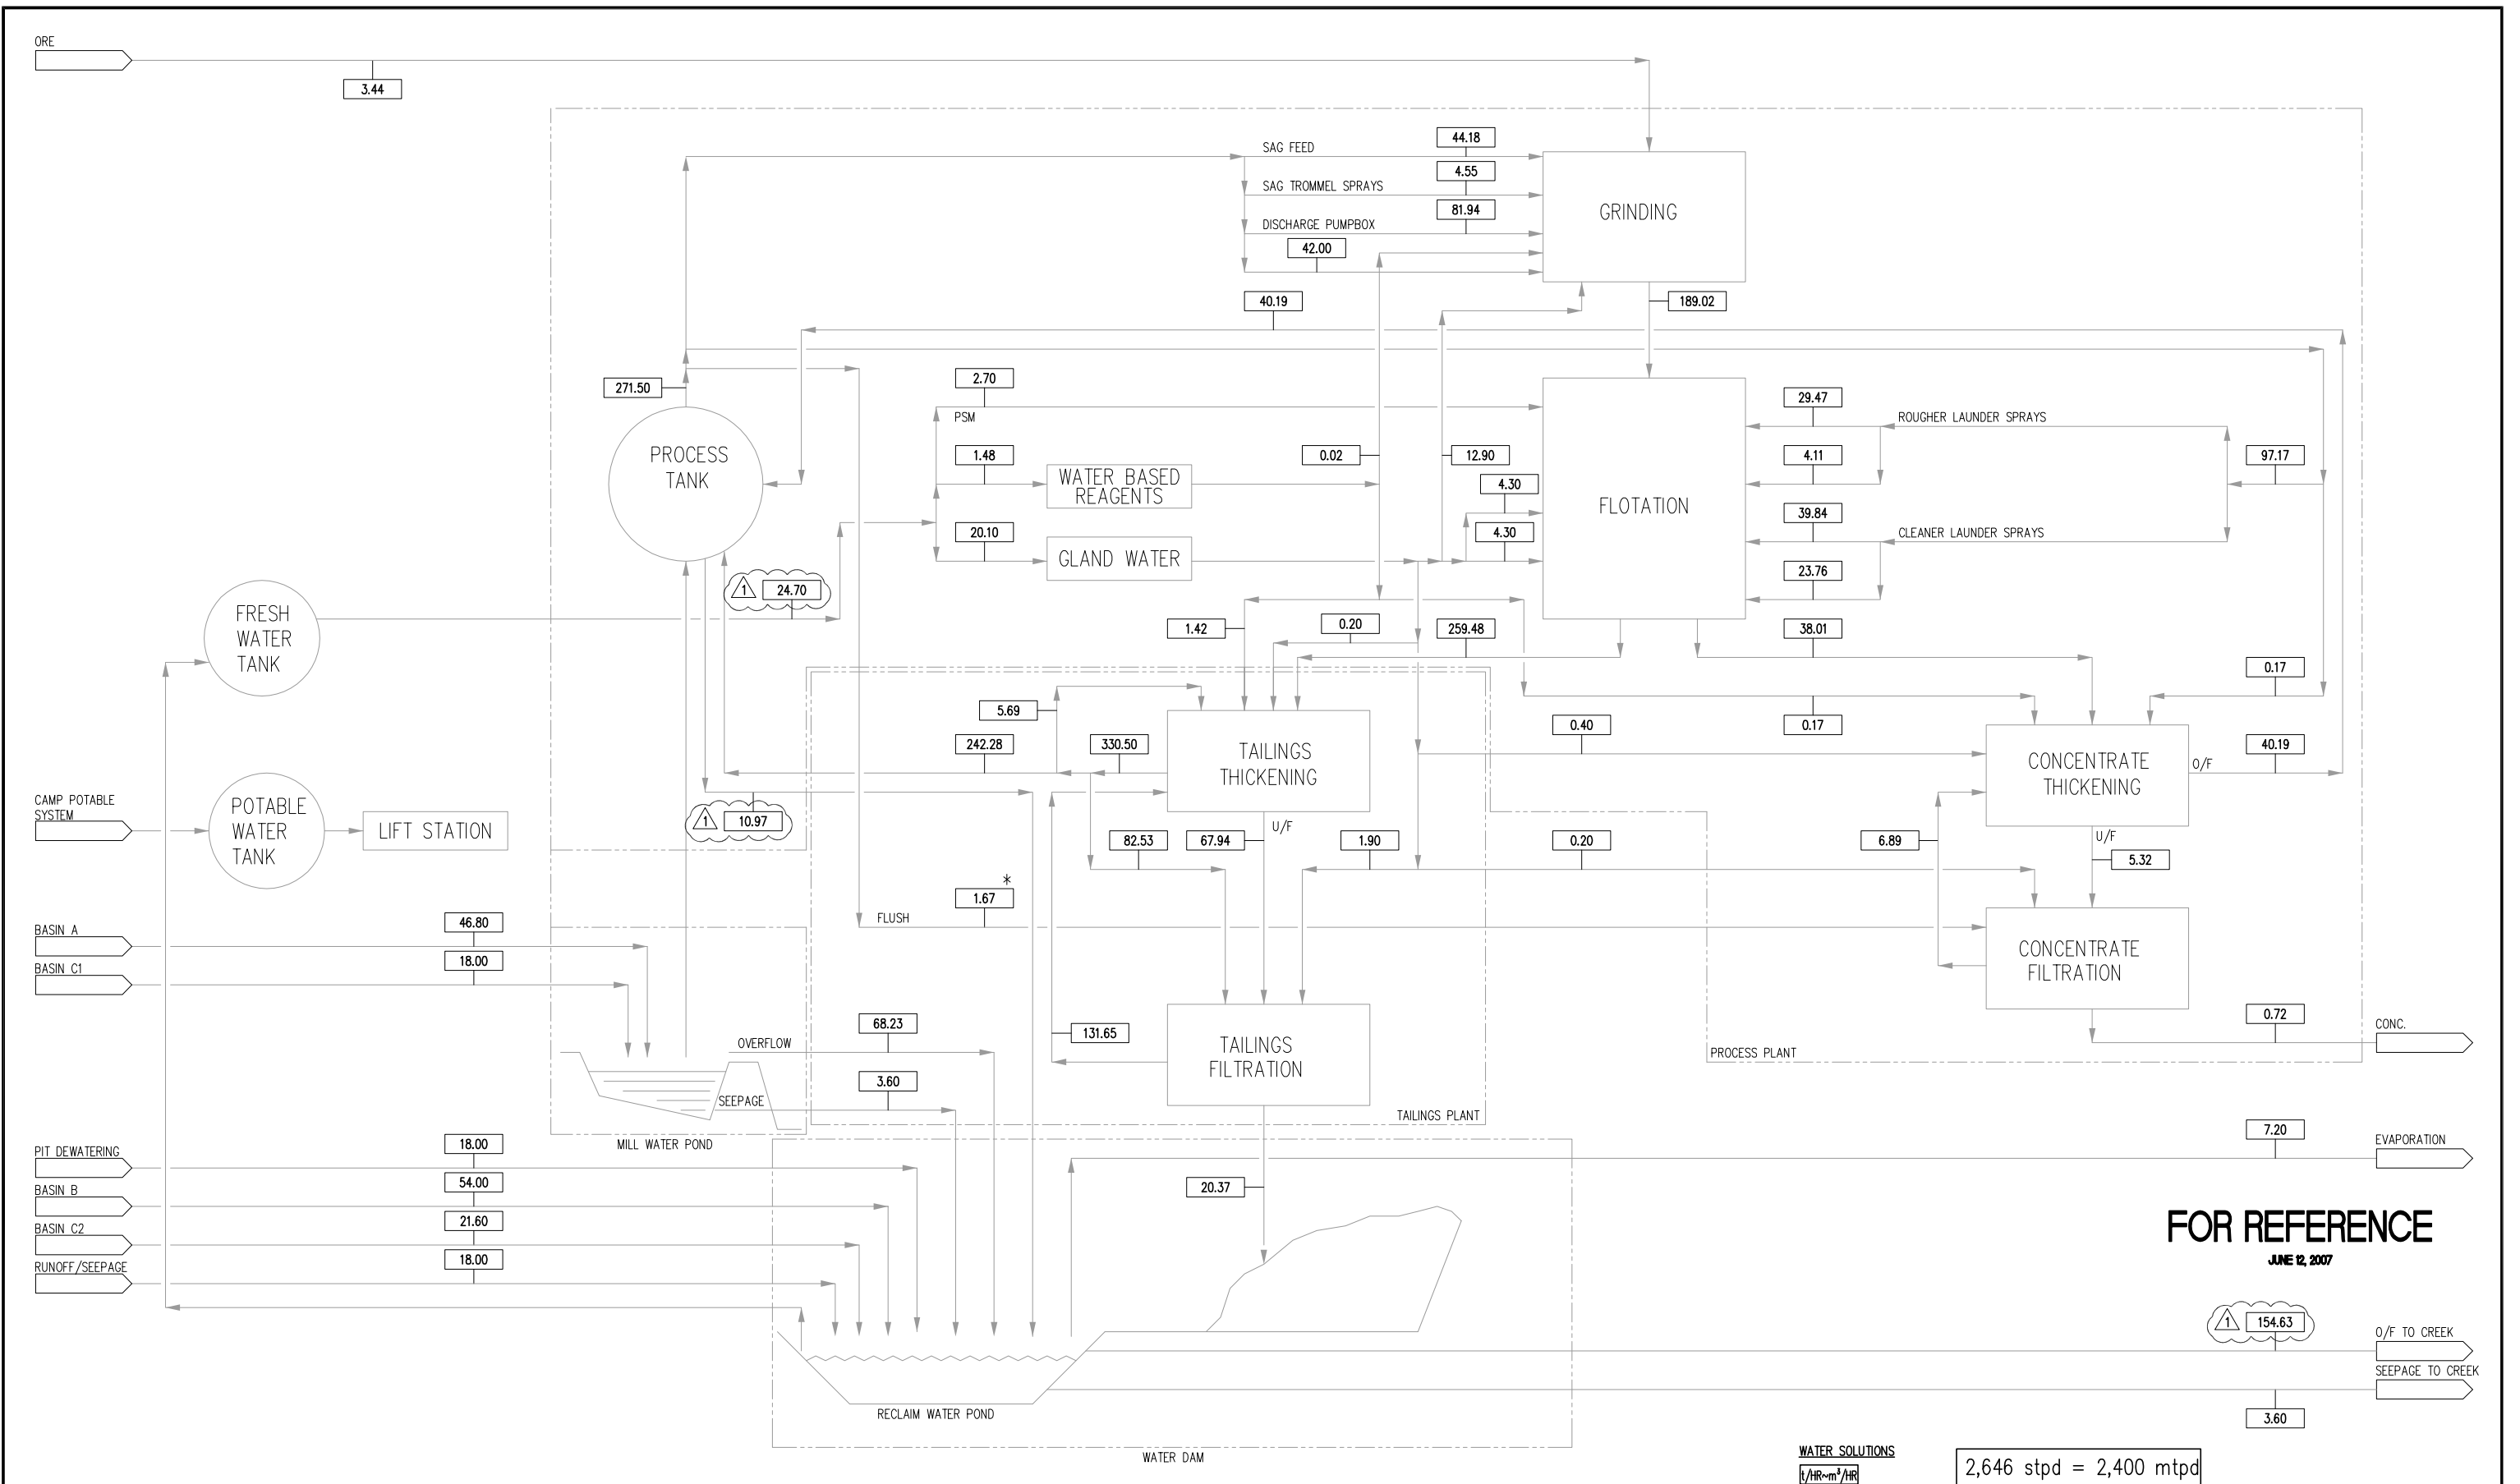 ORE
3.44
SAG FEED
44.18
SAG TROMMEL SPRAYS
4.55
DISCHARGE PUMPBOX
81.94
42.00
GRINDING
40.19
189.02
271.50
2.70
PSM
PROCESS
TANK
1.48
WATER BASED
REAGENTS
0.02
12.90
4.30
20.10
GLAND WATER
4.30
FLOTATION
29.47
ROUGHER LAUNDER SPRAYS
4.11
97.17
39.84
CLEANER LAUNDER SPRAYS
23.76
1
24.70
FRESH
WATER
TANK
1.42
0.20
259.48
38.01
0.17
5.69
0.17
242.28
330.50
TAILINGS
THICKENING
0.40
CONCENTRATE
THICKENING
O/F
40.19
CAMP POTABLE
SYSTEM
POTABLE
WATER
TANK
LIFT STATION
1
10.97
U/F
82.53
67.94
1.90
0.20
6.89
U/F
5.32
*
1.67
FLUSH
BASIN A
46.80
BASIN C1
18.00
CONCENTRATE
FILTRATION
68.23
OVERFLOW
131.65
TAILINGS
FILTRATION
0.72
CONC.
PROCESS PLANT
3.60
SEEPAGE
TAILINGS PLANT
MILL WATER POND
7.20
EVAPORATION
PIT DEWATERING
18.00
BASIN B
54.00
20.37
BASIN C2
21.60
RUNOFF/SEEPAGE
18.00
FOR REFERENCE
JUNE 12, 2007
1
154.63
O/F TO CREEK
SEEPAGE TO CREEK
3.60
RECLAIM WATER POND
WATER DAM
WATER SOLUTIONS
t/HR~m³/HR
2,646 stpd = 2,400 mtpd